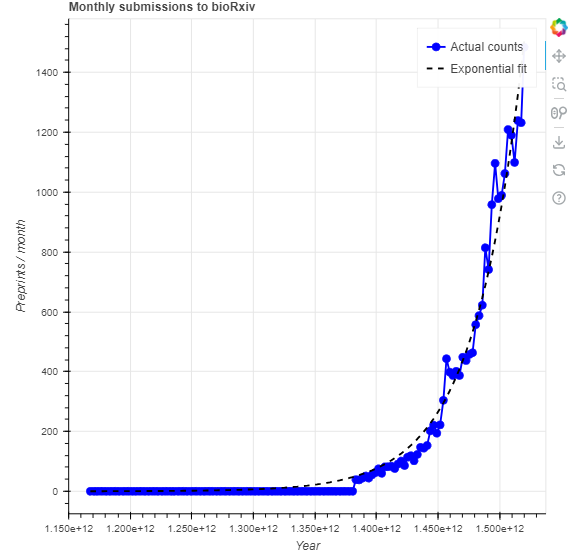 Monthly submissions to bioRxiv
Actual counts
Exponential fit
1400
1200
1000
800
600
400
200
0
Preprints / month
1.150e+12 1.200e+12 1.250e+12 1.300e+12 1.350e+12 1.400e+12 1.450e+12 1.500e+12
Year